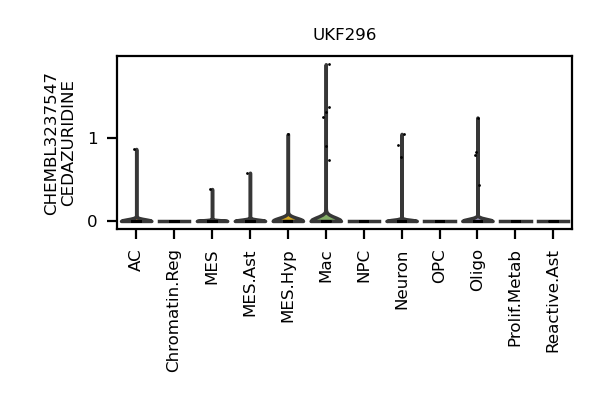 UKF296
CHEMBL3237547
CEDAZURIDINE
1
0
AC
Chromatin.Reg
MES
MES.Ast
MES.Hyp
Mac
NPC
Neuron
OPC
Oligo
Prolif.Metab
Reactive.Ast